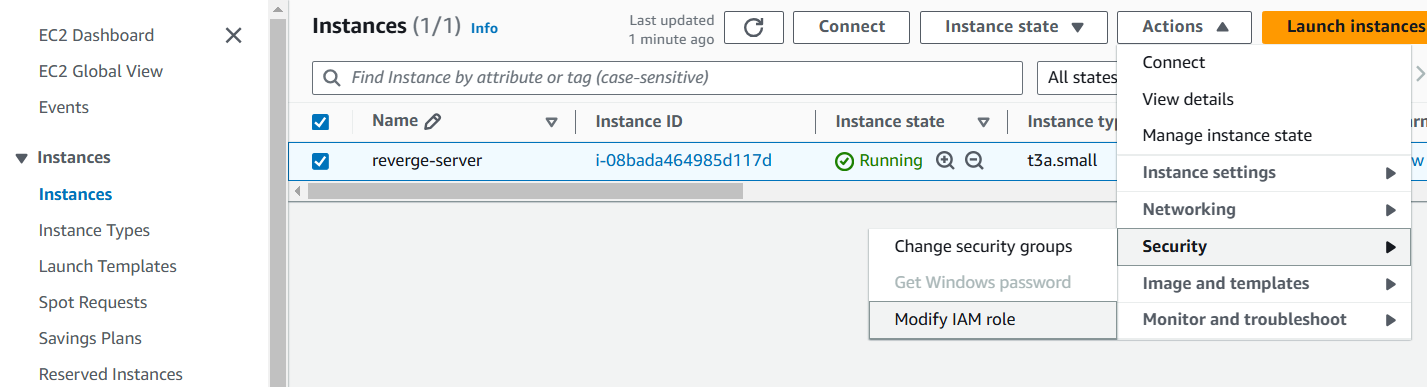 EC2 Dashboard
EC2 Global View
Events
Instances
Instances
Instance Types
Launch Templates
Spot Requests
Savings Plans
Reserved Instances
Instances (1/1) Info
Last updated
1 minute ago
Connect
Instance state
Actions
Launch instances
Find Instance by attribute or tag (case-sensitive)
All states
Name
Instance ID
Instance state
Instance ty
reverge-server
i-08bada464985d117d
Running
t3a.small
Connect
View details
Manage instance state
Instance settings
Networking
Security
Image and templates
Monitor and troubleshoot
Change security groups
Get Windows password
Modify IAM role